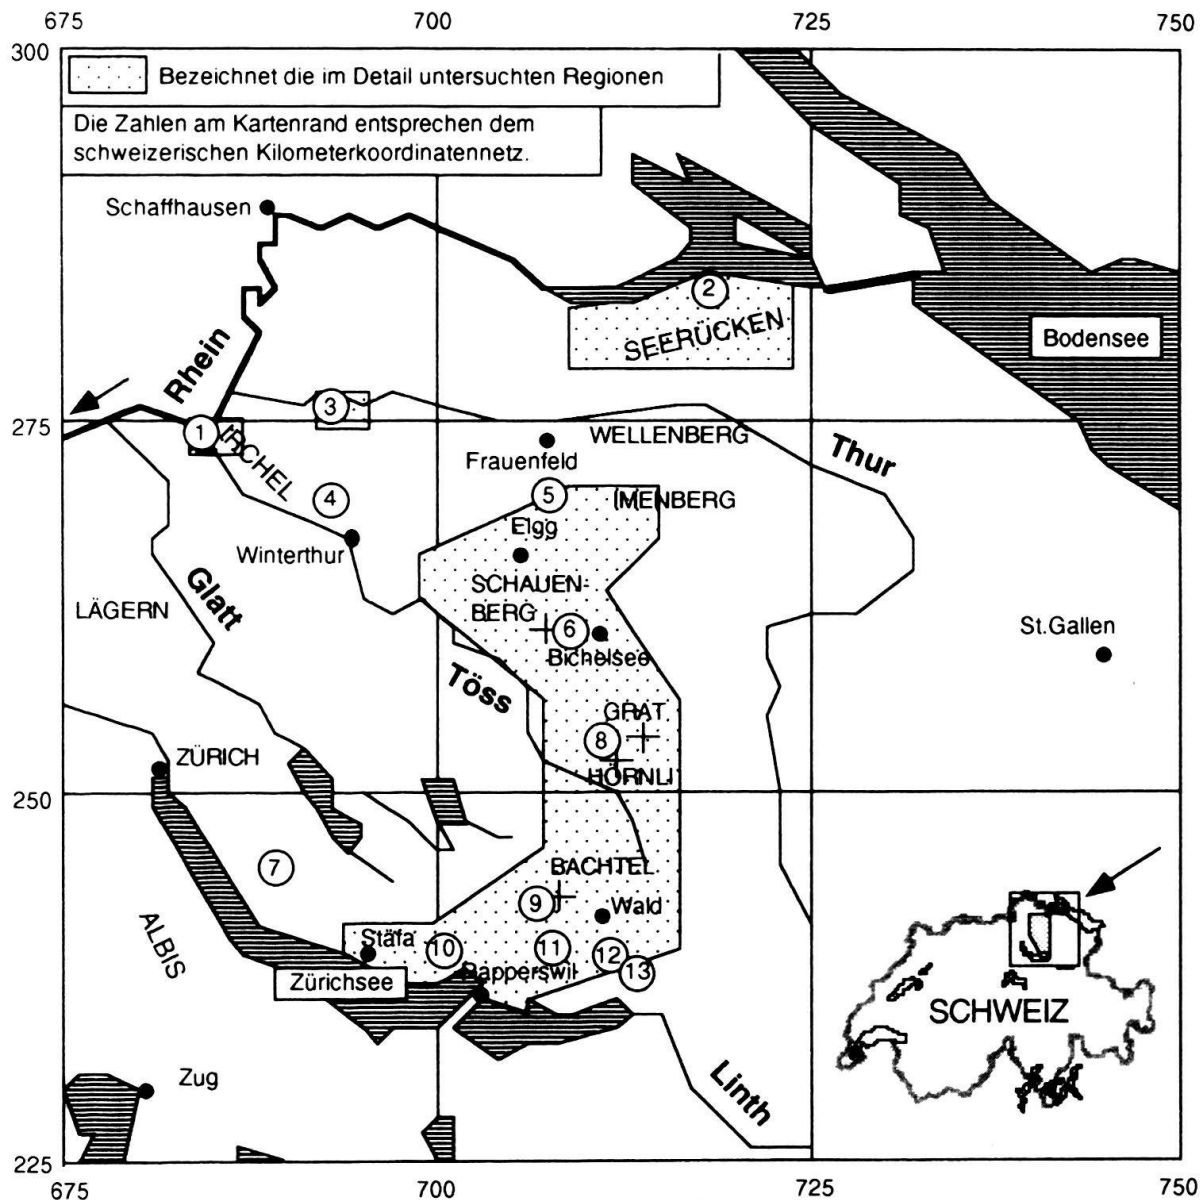 675
700
725
750
300
Bezeichnet die im Detail untersuchten Regionen
Die Zahlen am Kartenrand entsprechen dem
schweizerischen Kilometerkoordinatennetz.
Schaffhausen
2
SEERÜCKEN
Bodensee
Rhein
3
275
1
IRCHEL
WELLENBERG
Thur
Frauenfeld
4
5
IMENBERG
Elgg
Winterthur
SCHAUEN-
BERG
Glatt
LÄGERN
6
Bichelsee
St.Gallen
Töss
GRAT
8
HÖRNLI
ZÜRICH
250
7
BACHTEL
9
Wald
ALBIS
Stäfa
10
11
12
13
Rapperswil
Zürichsee
SCHWEIZ
Zug
Linth
225
675
700
725
750